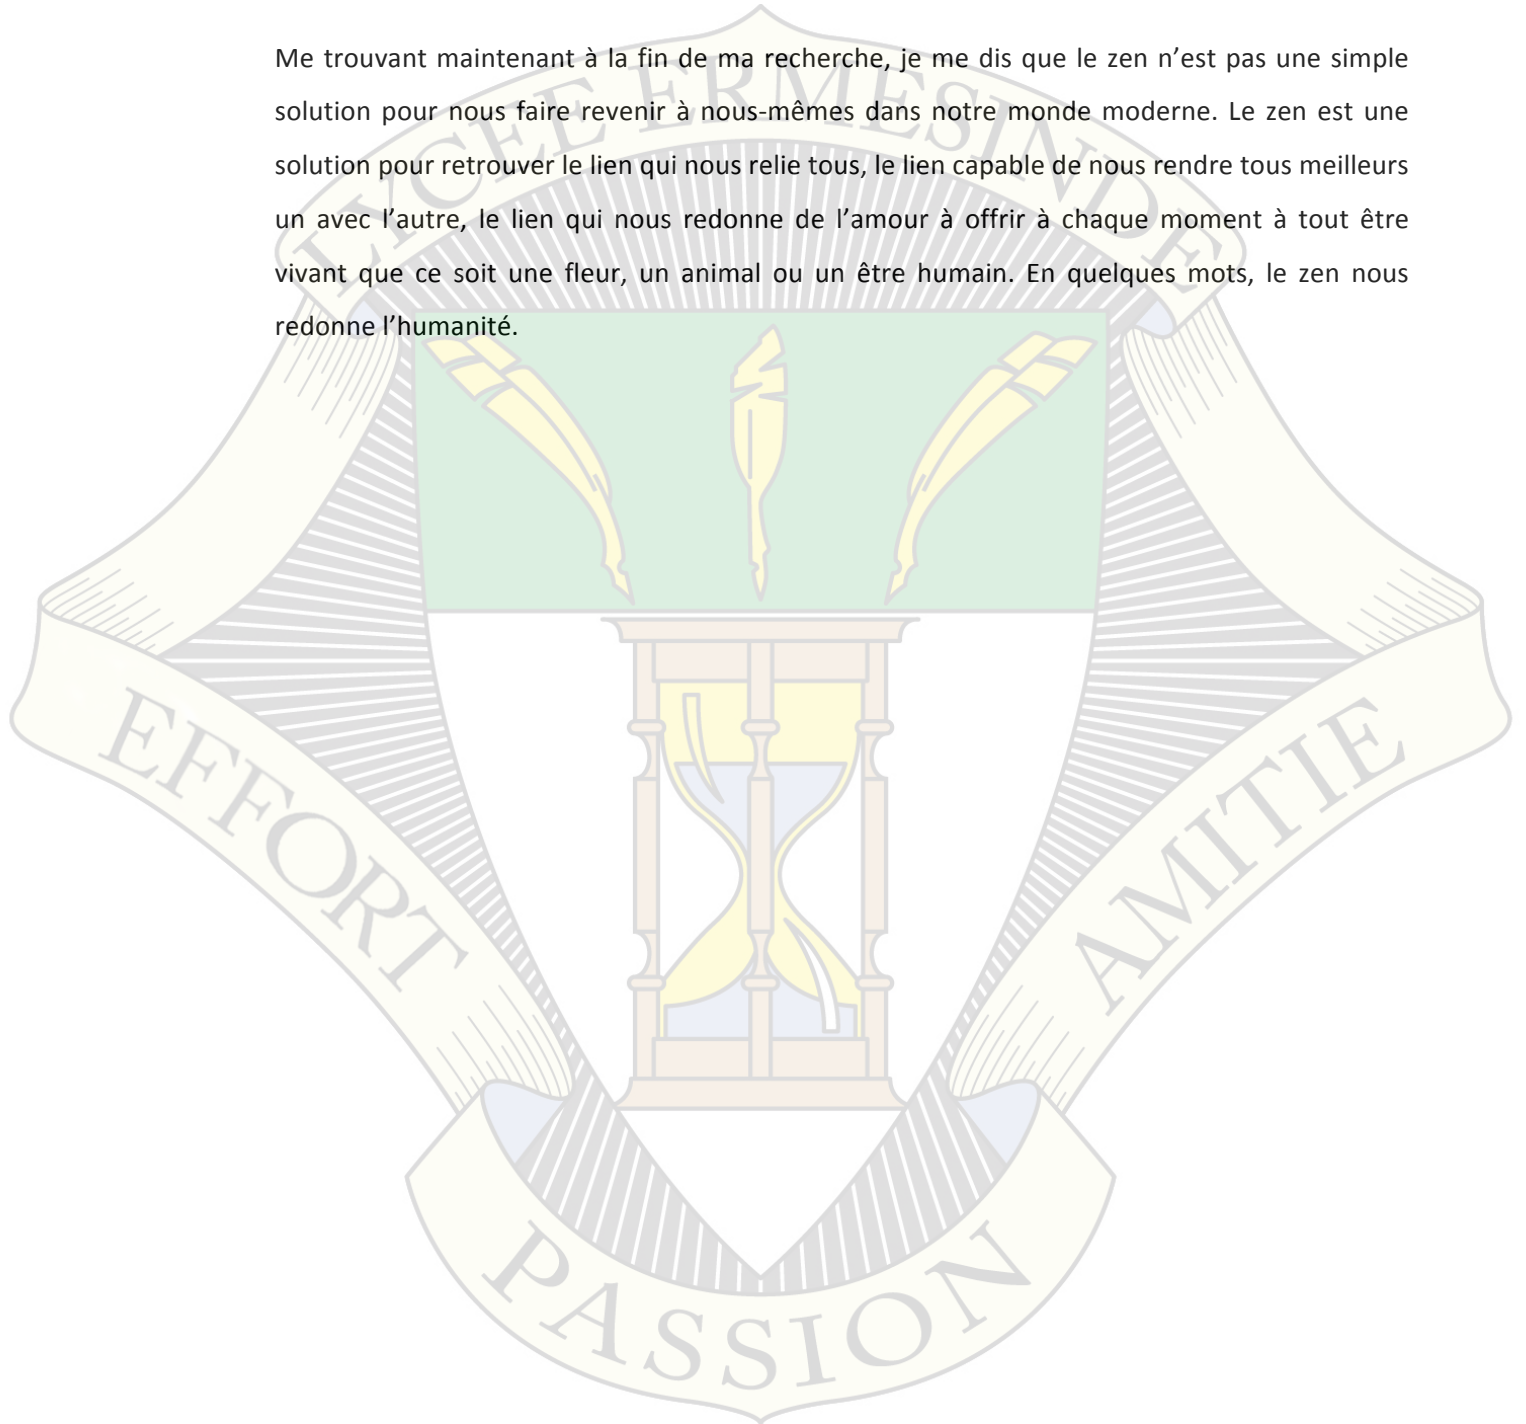 Me trouvant maintenant à la fin de ma recherche, je me dis que le zen n’est pas une simple
solution pour nous faire revenir à nous-mêmes dans notre monde moderne. Le zen est une
solution pour retrouver le lien qui nous relie tous, le lien capable de nous rendre tous meilleurs
un avec l’autre, le lien qui nous redonne de l’amour à offrir à chaque moment à tout être
vivant que ce soit une fleur, un animal ou un être humain. En quelques mots, le zen nous
redonne l’humanité.
LYCEE ERMESINDE
EFFORT
AMITIE
PASSION